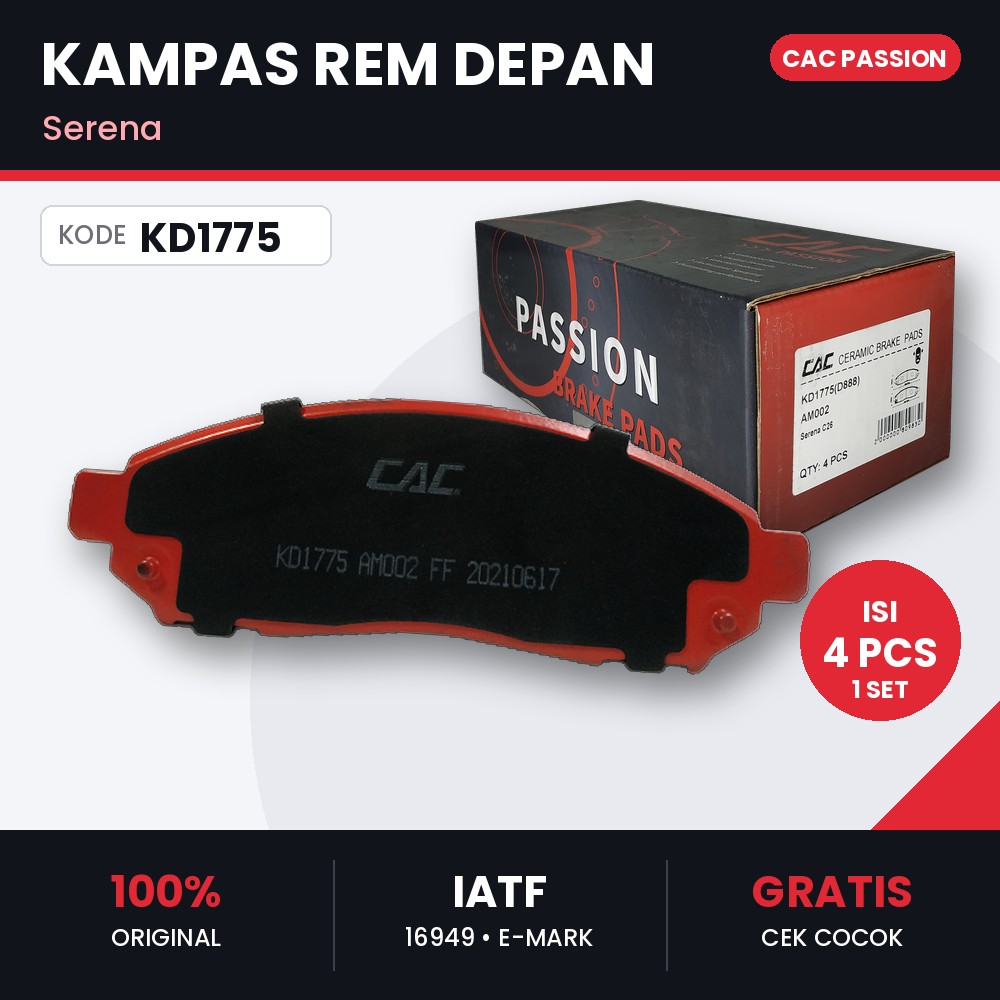 KAMPAS REM DEPAN
CAC PASSION
Serena
KODE KD1775
CAC
PASSION
PASSION
BRAKE PADS
CAC CERAMIC BRAKE PADS
KD1775(D888)
AM002
Serena C26
QTY: 4 PCS
CAC
KD1775 AM002 FF 20210617
ISI
4 PCS
1 SET
100%
ORIGINAL
IATF
16949 • E-MARK
GRATIS
CEK COCOK